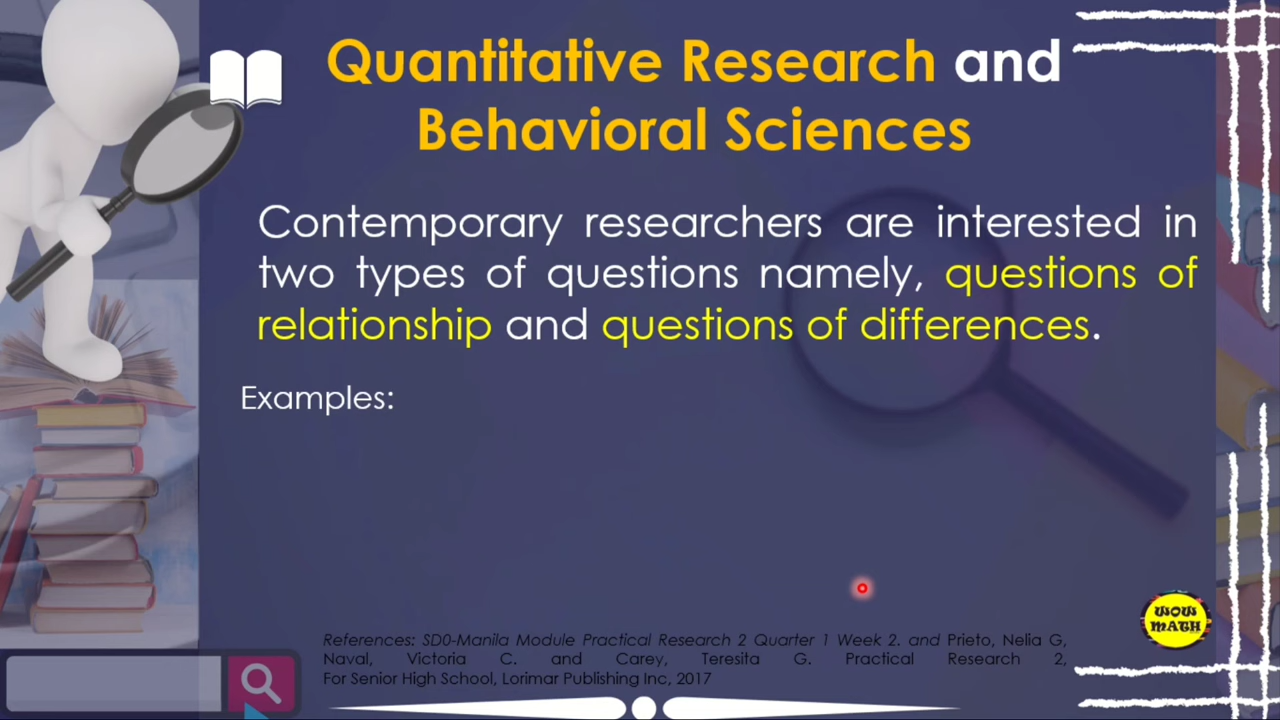 Quantitative Research and
Behavioral Sciences
Contemporary researchers are interested in
two types of questions namely, questions of
relationship and questions of differences.
Examples:
References: SD0-Manila Module Practical Research 2 Quarter 1 Week 2. and Prieto, Nelia G,
Naval, Victoria C. and Carey, Teresita G. Practical Research 2,
For Senior High School, Lorimar Publishing Inc, 2017
WOW
MATH